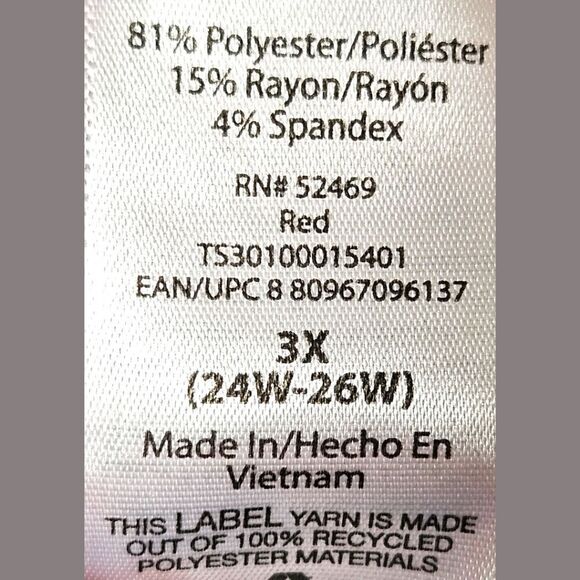 81% Polyester/Poliéster
15% Rayon/Rayón
4% Spandex
RN# 52469
Red
TS30100015401
EAN/UPC 8 80967096137
3X
(24W-26W)
Made In/Hecho En
Vietnam
THIS LABEL YARN IS MADE
OUT OF 100% RECYCLED
POLYESTER MATERIALS